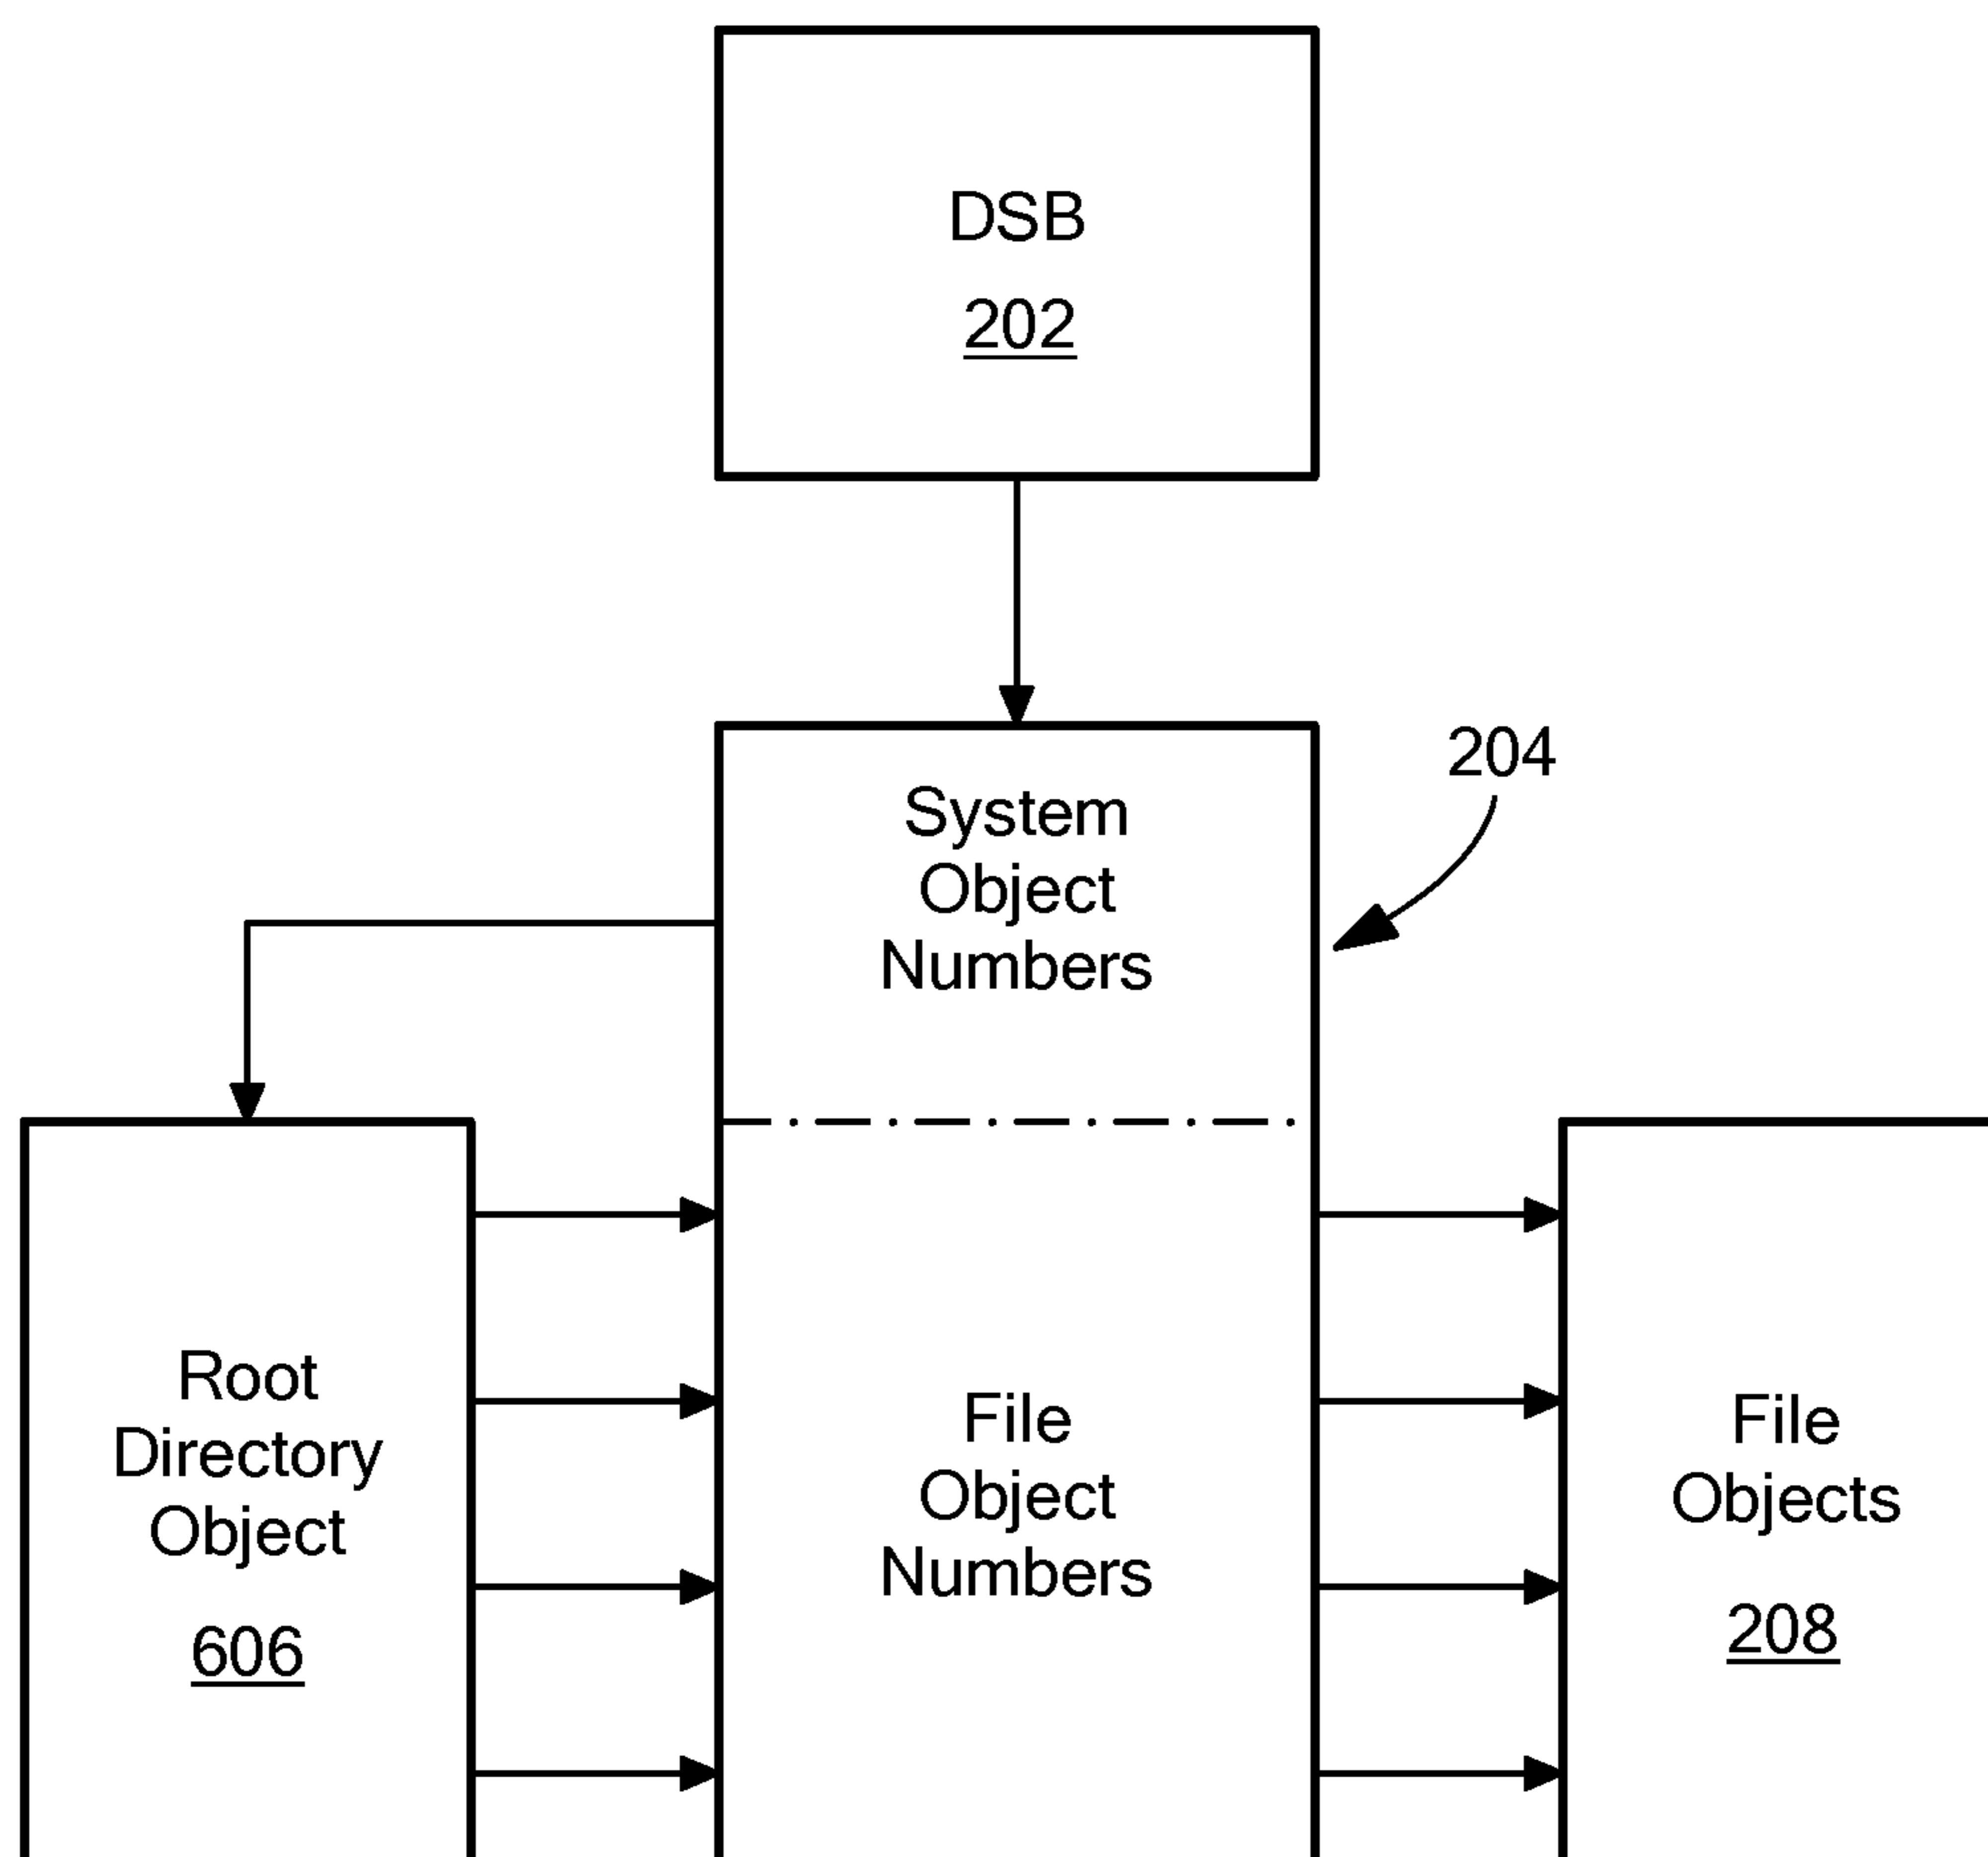 DSB
202
204
System
Object
Numbers
Root
Directory
Object
606
File
Object
Numbers
File
Objects
208